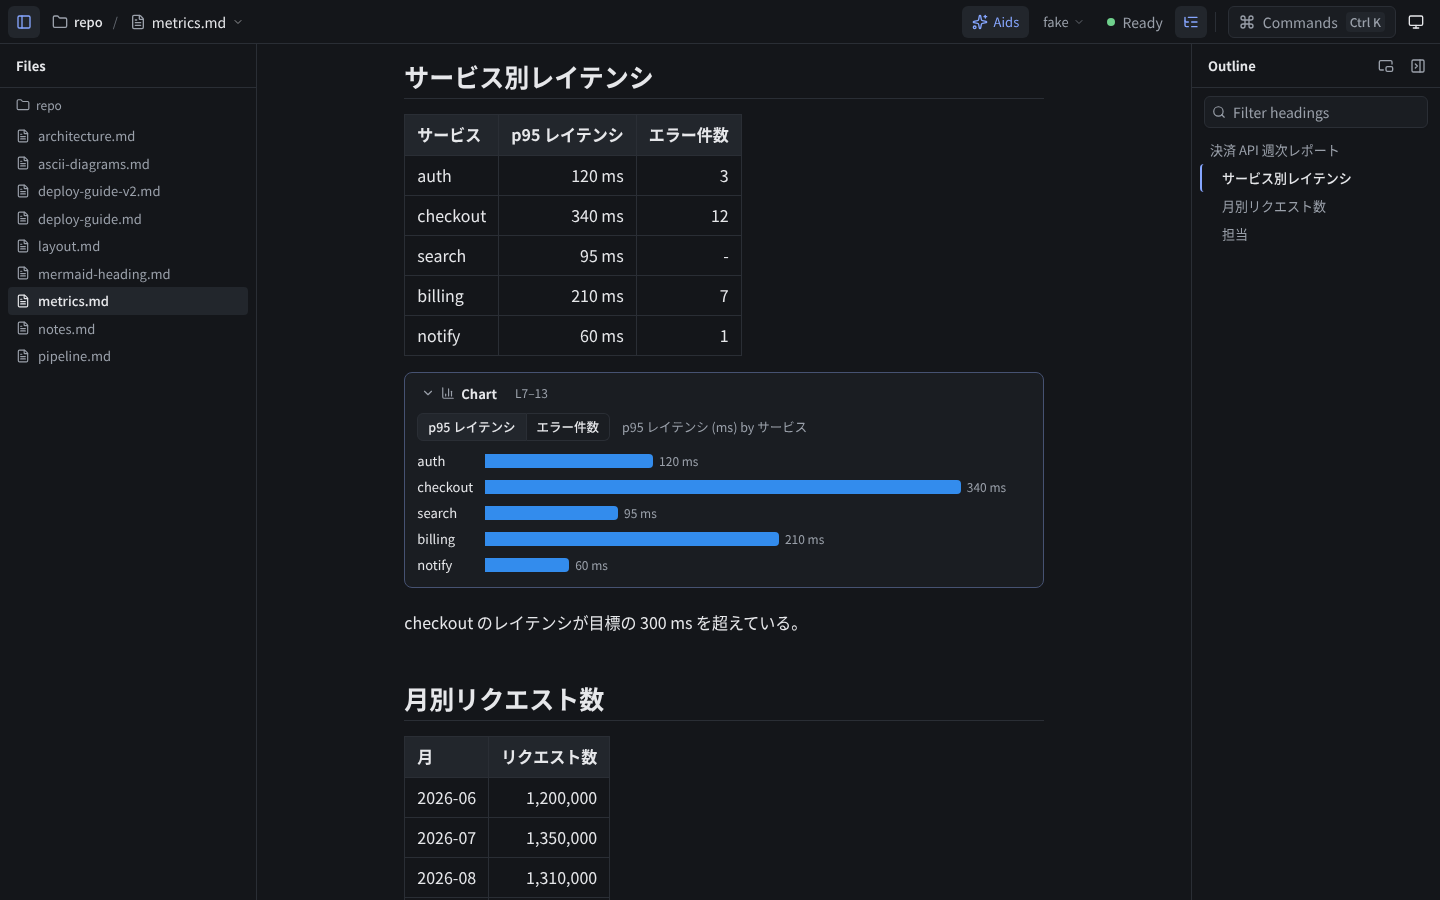 repo / metrics.md
Aids
fake
Ready
Commands Ctrl K
Files
repo
architecture.md
ascii-diagrams.md
deploy-guide-v2.md
deploy-guide.md
layout.md
mermaid-heading.md
metrics.md
notes.md
pipeline.md
サービス別レイテンシ
サービス p95 レイテンシ エラー件数
auth 120 ms 3
checkout 340 ms 12
search 95 ms -
billing 210 ms 7
notify 60 ms 1
Chart L7–13
p95 レイテンシ エラー件数 p95 レイテンシ (ms) by サービス
auth 120 ms
checkout 340 ms
search 95 ms
billing 210 ms
notify 60 ms
checkout のレイテンシが目標の 300 ms を超えている。
月別リクエスト数
月 リクエスト数
2026-06 1,200,000
2026-07 1,350,000
2026-08 1,310,000
Outline
Filter headings
決済 API 週次レポート
サービス別レイテンシ
月別リクエスト数
担当